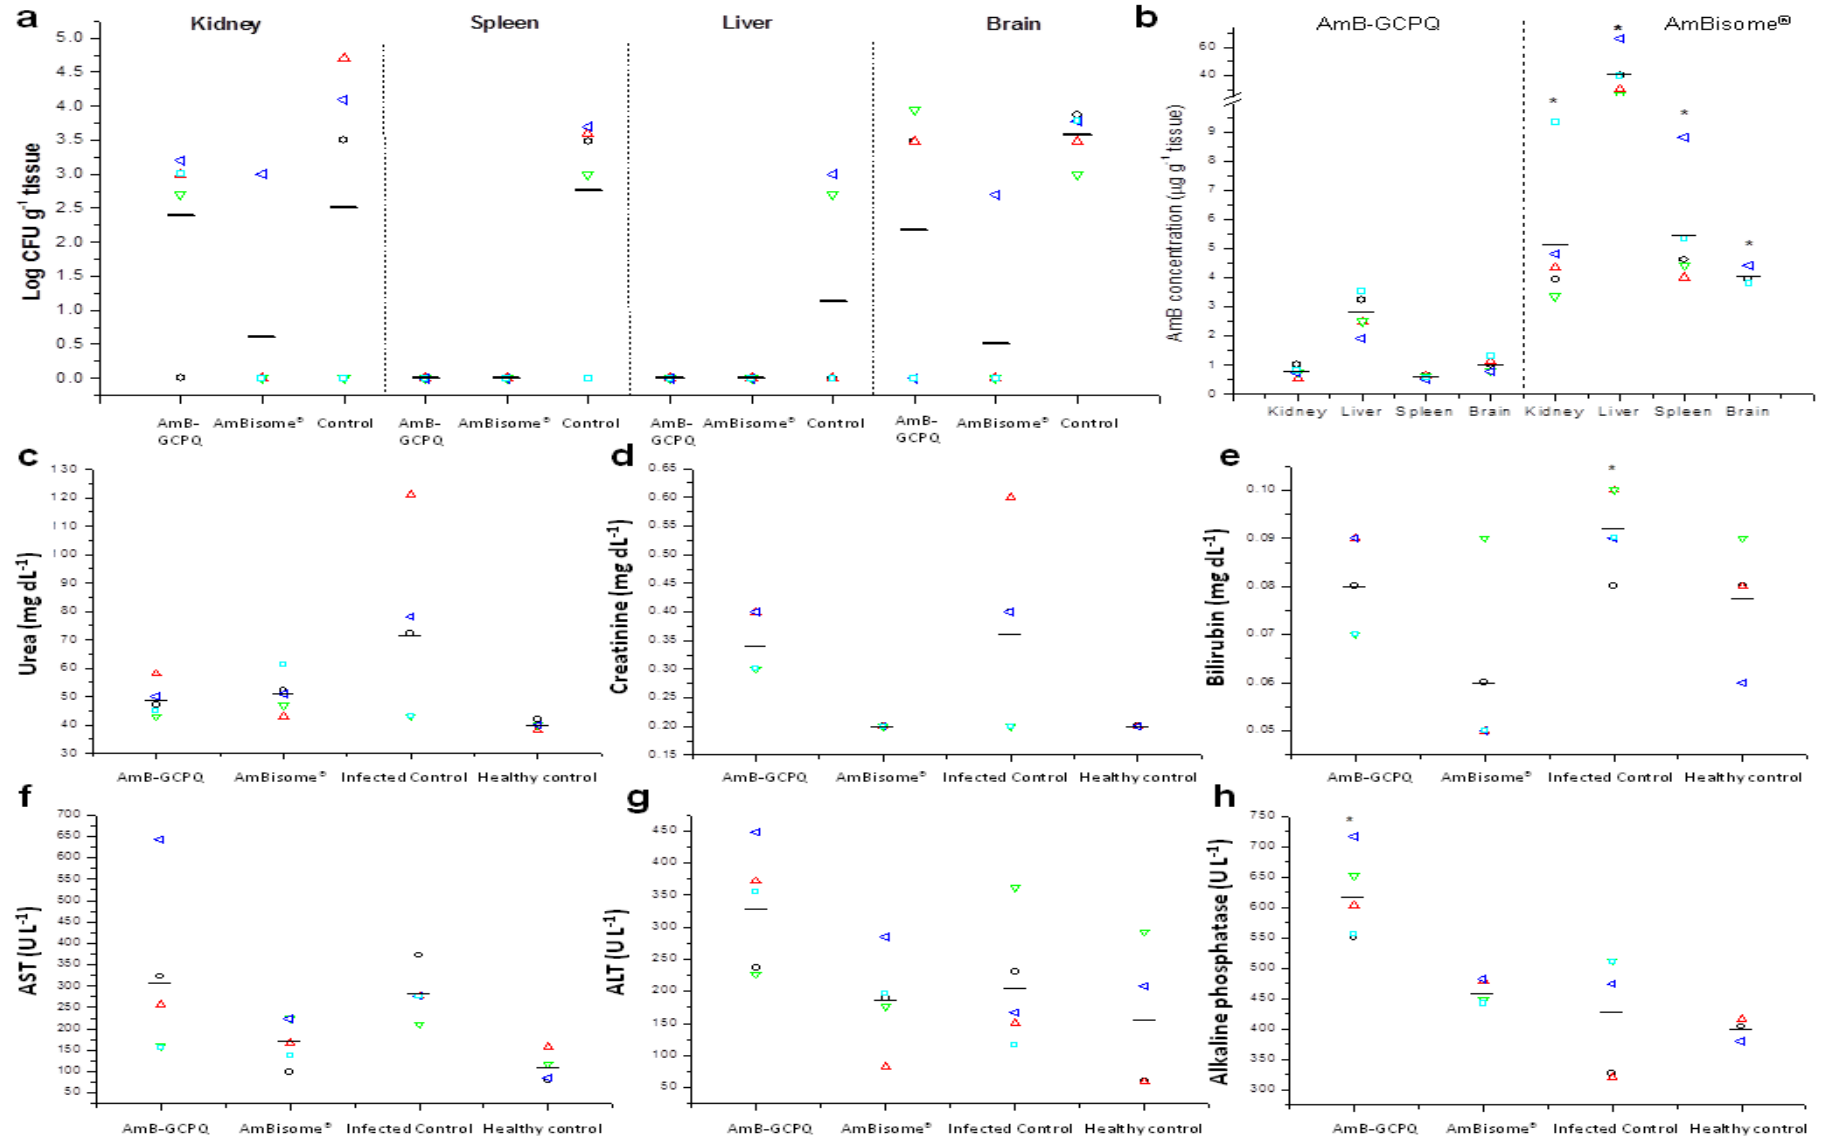 a
Kidney
Spleen
Liver
Brain
Log CFU g-1 tissue
5.0
4.5
4.0
3.5
3.0
2.5
2.0
1.5
1.0
0.5
0.0
AmB-
GCPQ
AmBisome®
Control
AmB-
GCPQ
AmBisome®
Control
AmB-
GCPQ
AmBisome®
Control
AmB-
GCPQ
AmBisome®
Control
b
AmB-GCPQ
AmBisome®
AmB concentration (µg g-1 tissue)
60
40
9
8
7
6
5
4
3
2
1
0
*
*
*
*
Kidney
Liver
Spleen
Brain
Kidney
Liver
Spleen
Brain
c
Urea (mg dL-1)
130
120
110
100
90
80
70
60
50
40
30
AmB-GCPQ
AmBisome®
Infected Control
Healthy control
d
Creatinine (mg dL-1)
0.65
0.60
0.55
0.50
0.45
0.40
0.35
0.30
0.25
0.20
0.15
AmB-GCPQ
AmBisome®
Infected Control
Healthy control
e
Bilirubin (mg dL-1)
0.10
0.09
0.08
0.07
0.06
0.05
*
AmB-GCPQ
AmBisome®
Infected Control
Healthy control
f
AST (U L-1)
700
650
600
550
500
450
400
350
300
250
200
150
100
50
AmB-GCPQ
AmBisome®
Infected Control
Healthy control
g
ALT (U L-1)
450
400
350
300
250
200
150
100
50
AmB-GCPQ
AmBisome®
Infected Control
Healthy control
h
Alkaline phosphatase (U L-1)
750
700
650
600
550
500
450
400
350
300
*
AmB-GCPQ
AmBisome®
Infected Control
Healthy control